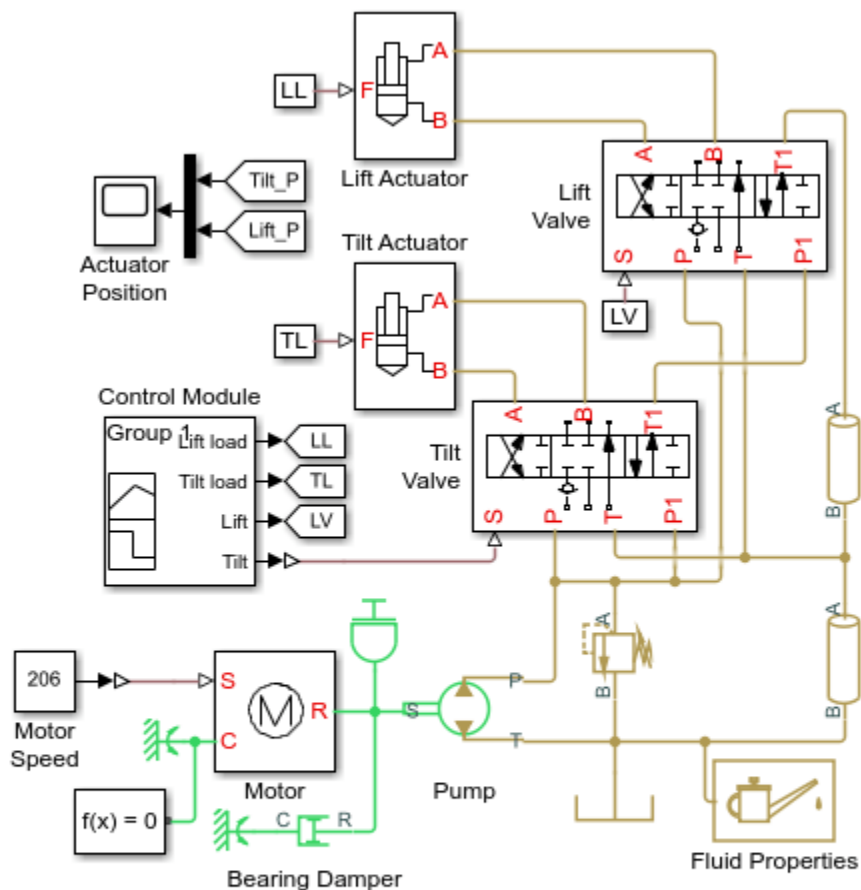 A
LL
F
B
Lift Actuator
A
B
T1
Lift
Valve
S
P
T
P1
LV
Tilt_P
Lift_P
Actuator
Position
Tilt Actuator
A
TL
F
B
A
B
T1
Tilt
Valve
S
P
T
P1
Control Module
Group 1
Lift load
LL
Tilt load
TL
Lift
LV
Tilt
A
B
A
B
A
B
206
Motor
Speed
S
R
C
M
Motor
f(x) = 0
C
R
Bearing Damper
S
P
T
Pump
Fluid Properties